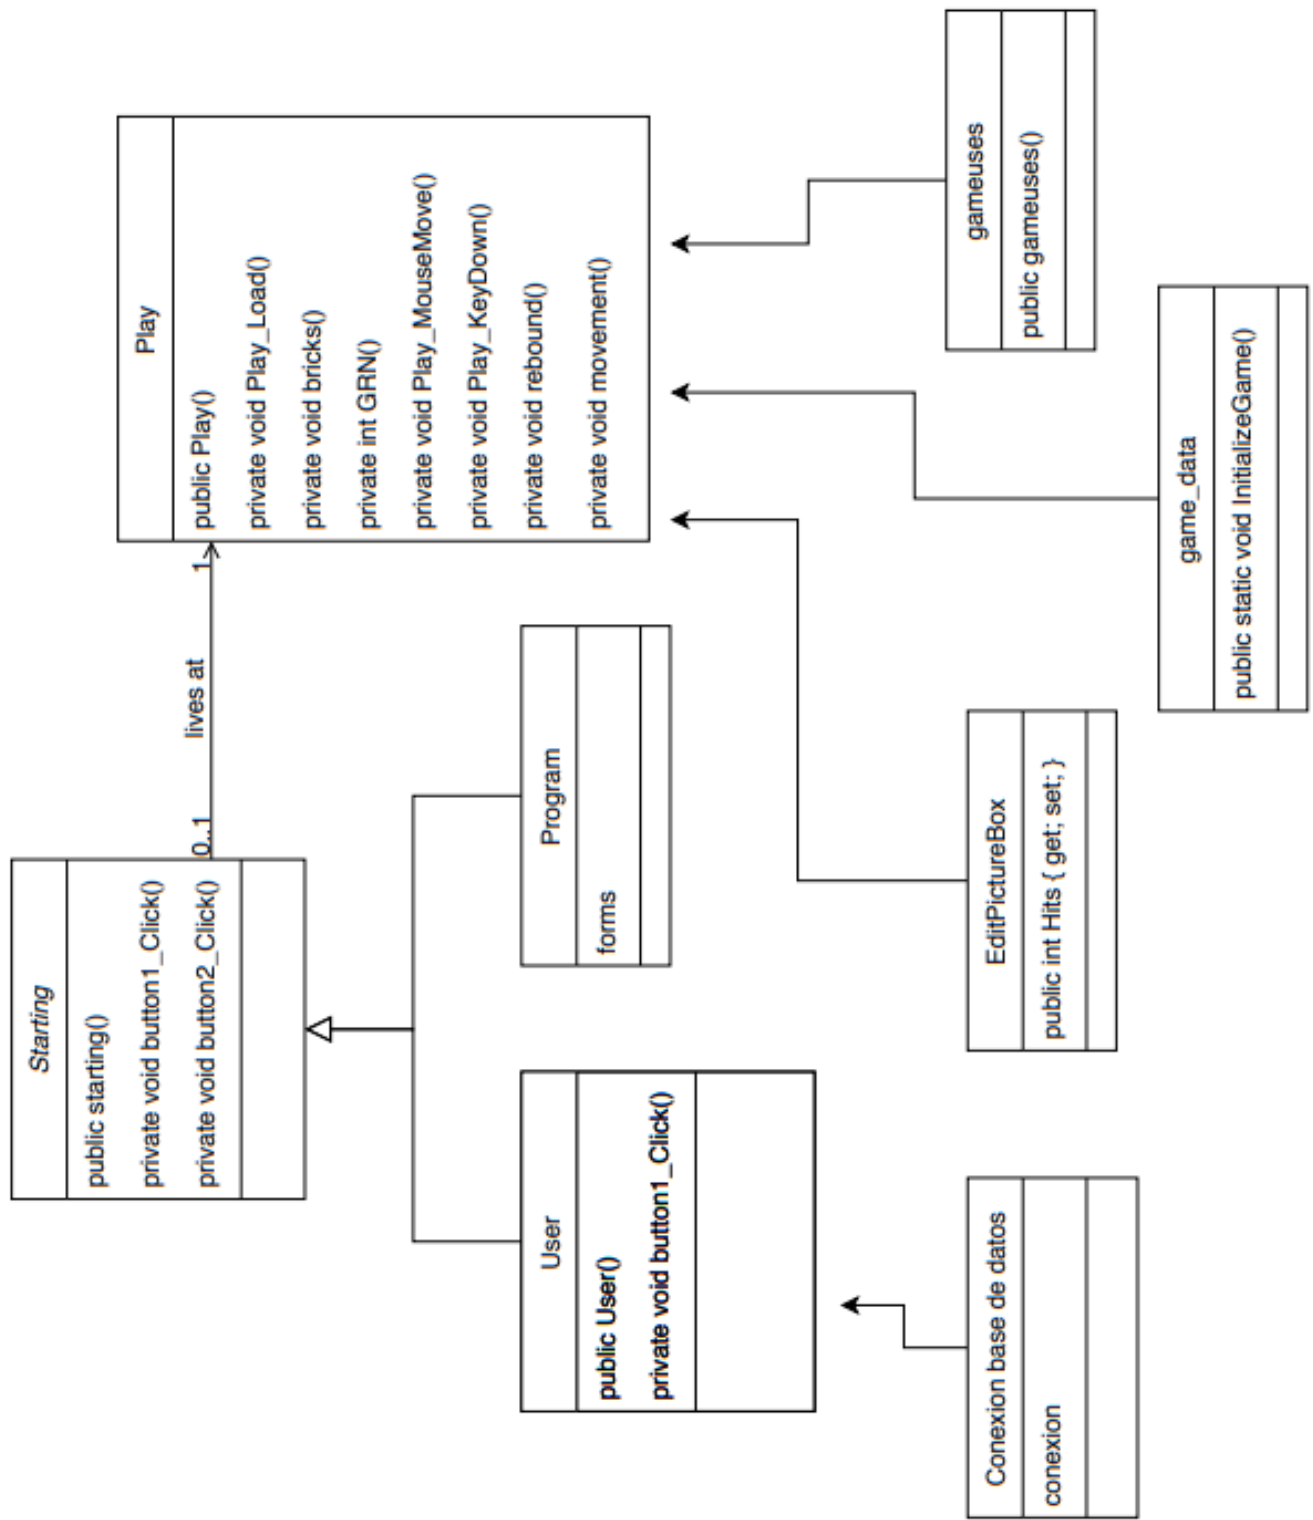 Starting
public starting()
private void button1_Click()
private void button2_Click()
0..1
lives at
1
Play
public Play()
private void Play_Load()
private void bricks()
private int GRN()
private void Play_MouseMove()
private void Play_KeyDown()
private void rebound()
private void movement()
User
public User()
private void button1_Click()
Program
forms
Conexion base de datos
conexion
EditPictureBox
public int Hits { get; set; }
game_data
public static void InitializeGame()
gameuses
public gameuses()